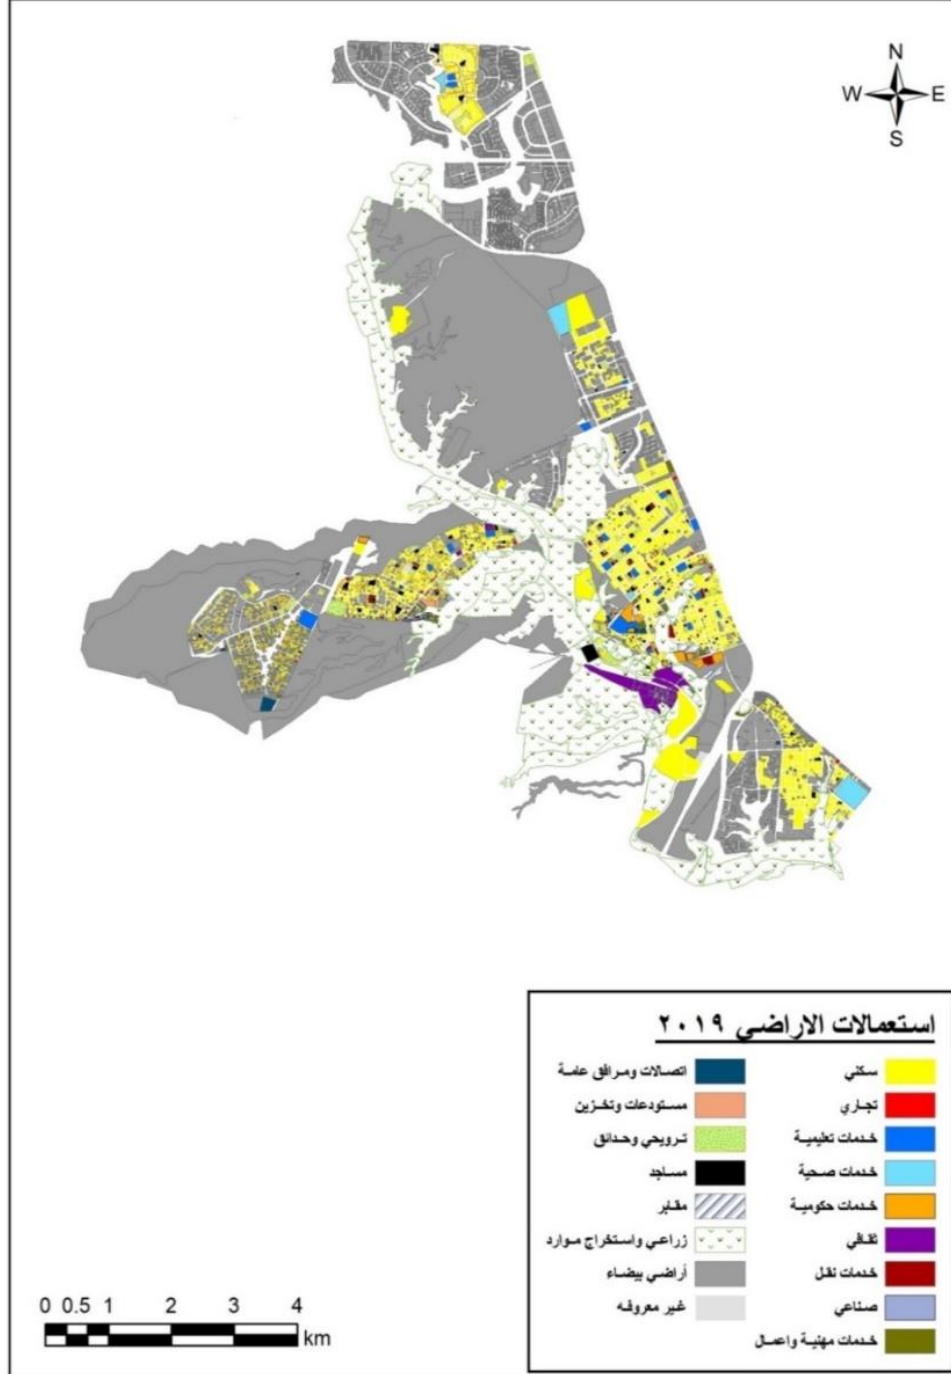 N
W E
S
استعمالات الاراضي ٢٠١٩
سكني
تجاري
خدمات تعليمية
خدمات صحية
خدمات حكومية
ثقافي
خدمات نقل
صناعي
خدمات مهنية واعمال
اتصالات ومرافق عامة
مستودعات وتخزين
ترويحي وحدائق
مساجد
مقابر
زراعي واستخراج موارد
أراضي بيضاء
غير معروفه
0 0.5 1 2 3 4
km